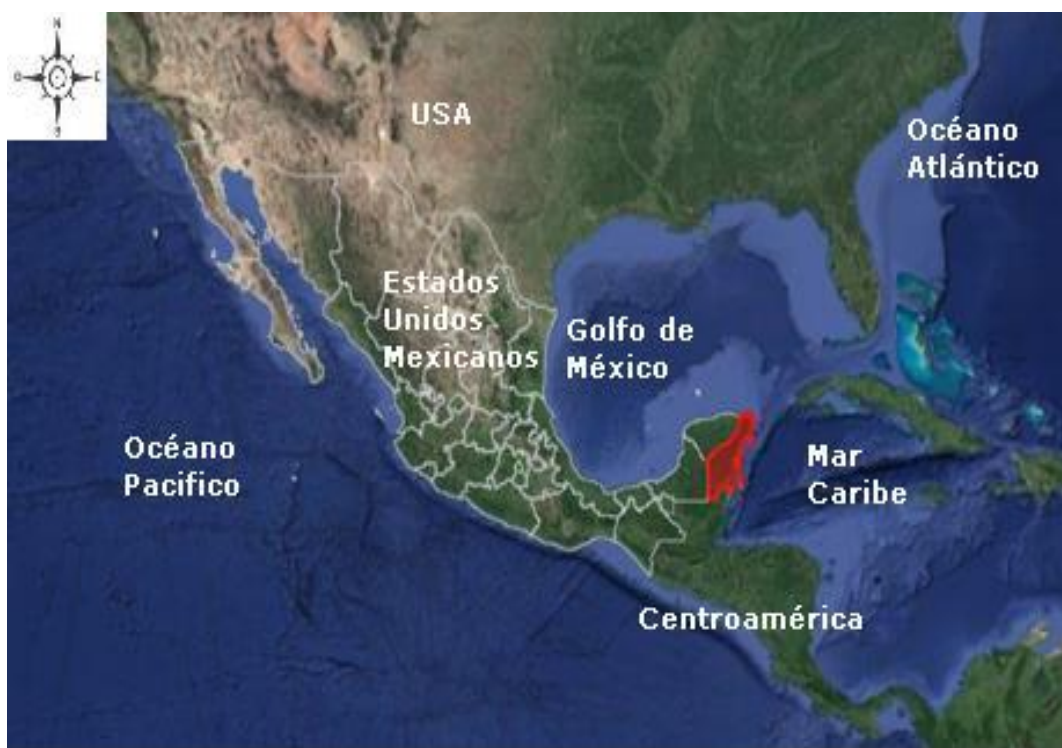 N
O
E
S
USA
Océano
Atlántico
Estados
Unidos
Mexicanos
Golfo de
México
Océano
Pacifico
Mar
Caribe
Centroamérica